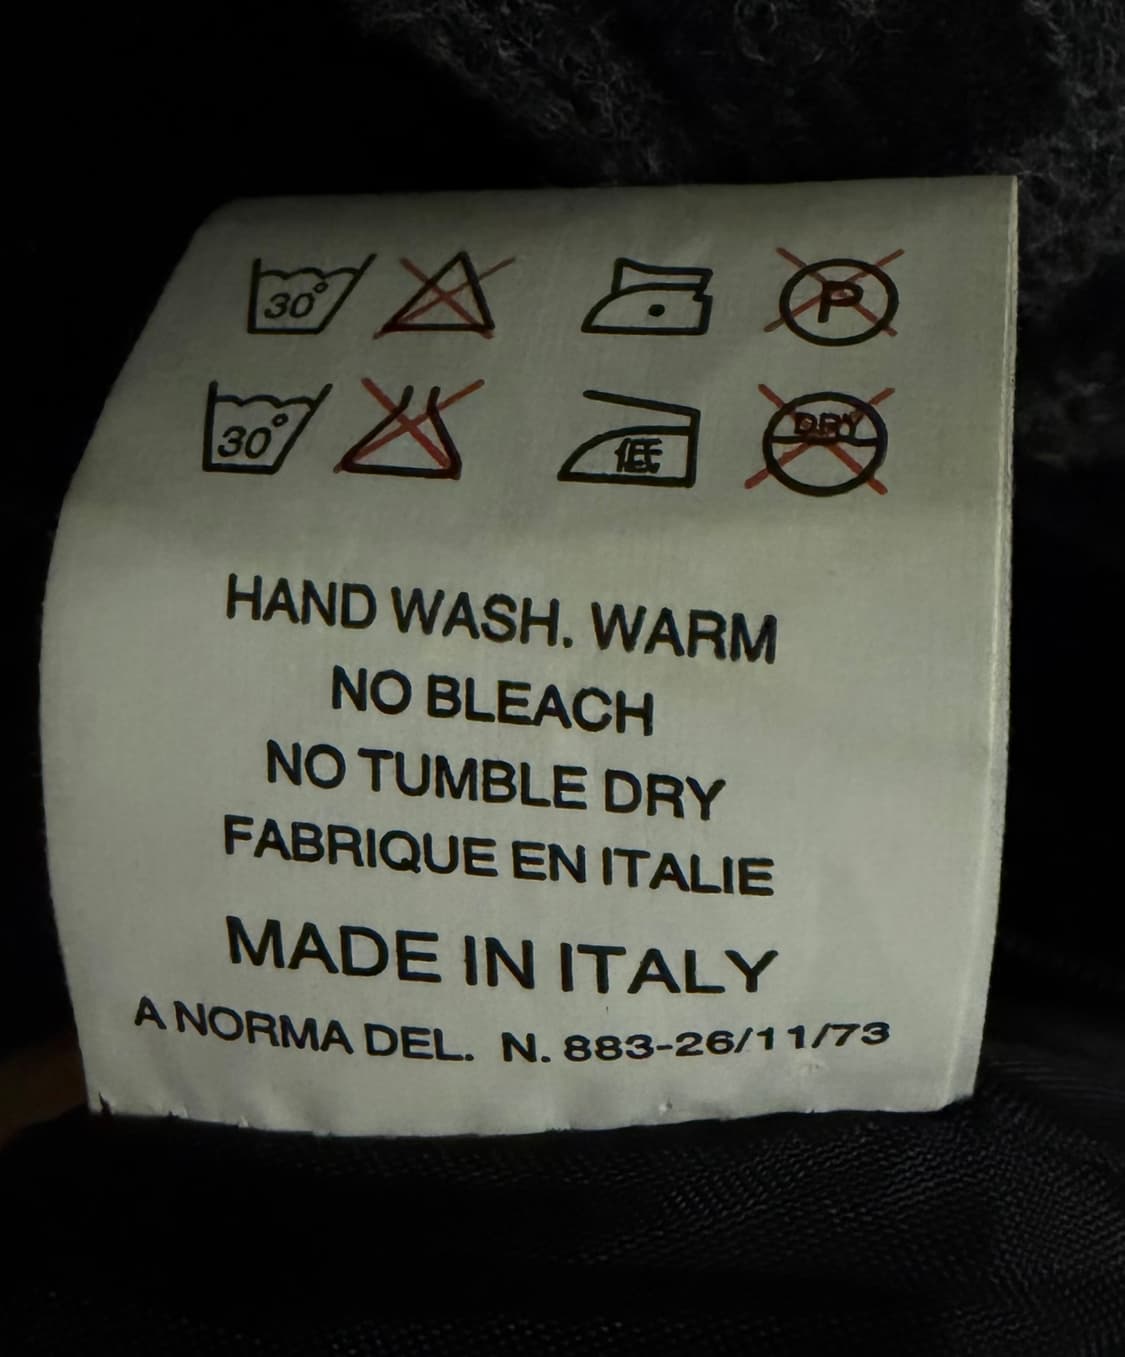 30° P
30° DRY
HAND WASH. WARM
NO BLEACH
NO TUMBLE DRY
FABRIQUE EN ITALIE
MADE IN ITALY
A NORMA DEL. N. 883-26/11/73